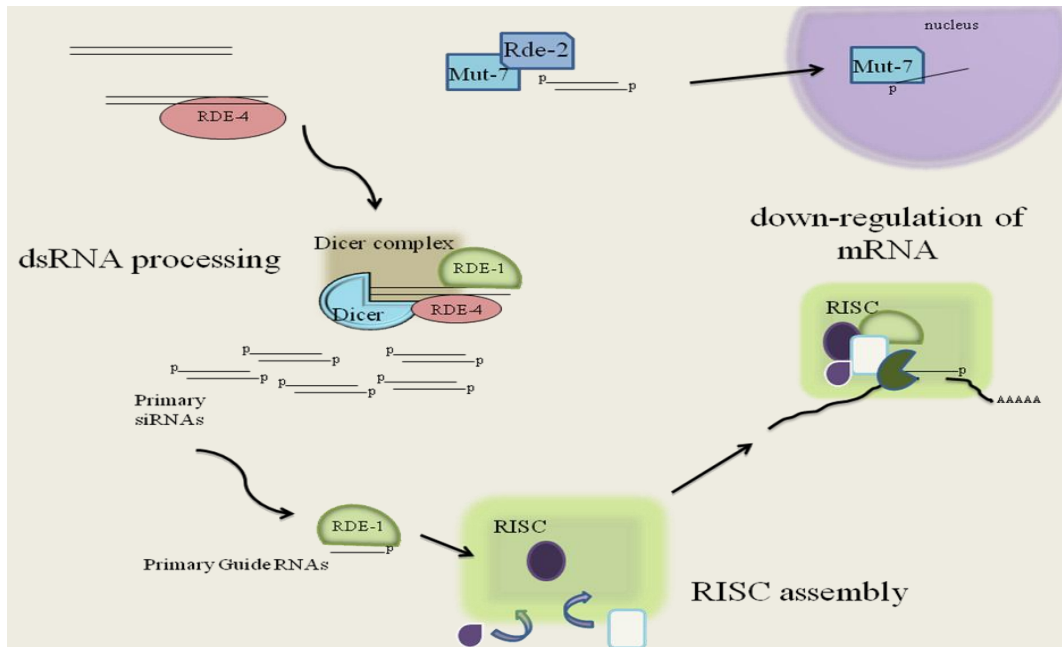 nucleus
Rde-2
Mut-7
p
p
Mut-7
p
RDE-4
down-regulation of
mRNA
dsRNA processing
Dicer complex
RDE-1
Dicer
RDE-4
RISC
p
AAAAA
p
p
p
p
p
p
p
p
p
p
Primary
siRNAs
RDE-1
p
Primary Guide RNAs
RISC
RISC assembly